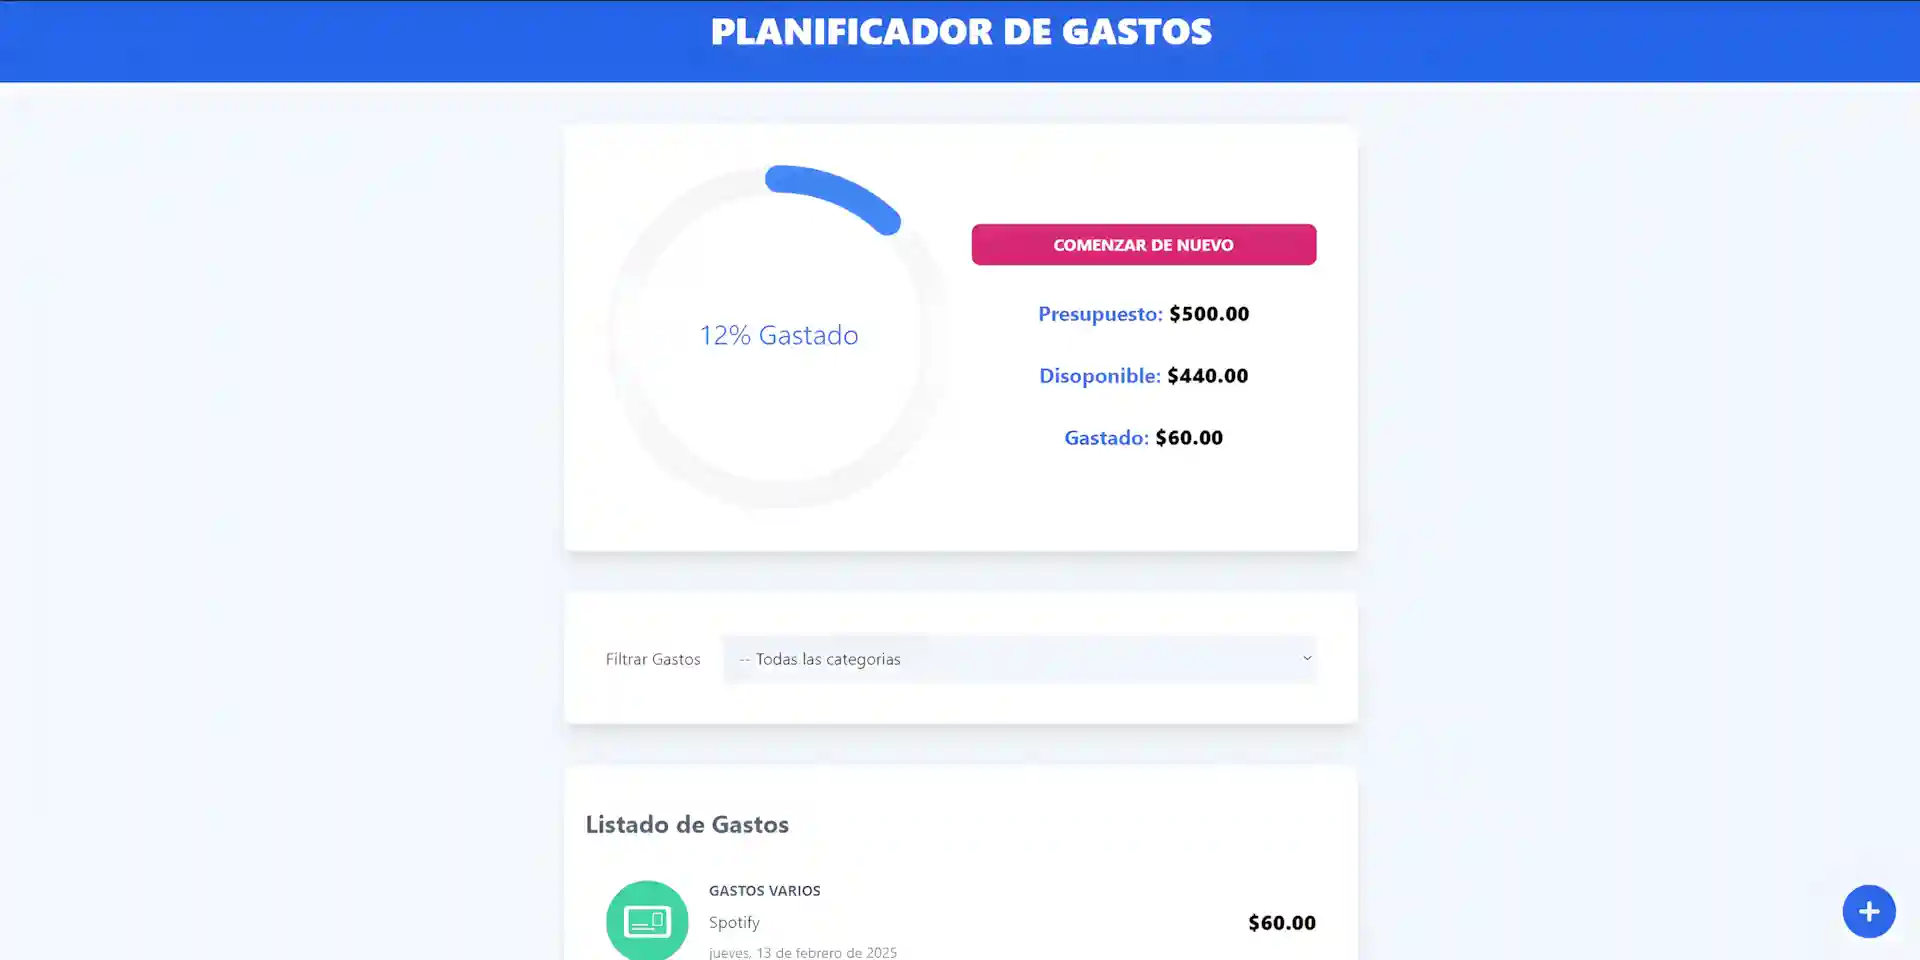 PLANIFICADOR DE GASTOS
12% Gastado
COMENZAR DE NUEVO
Presupuesto: $500.00
Disoponible: $440.00
Gastado: $60.00
Filtrar Gastos
-- Todas las categorias
Listado de Gastos
GASTOS VARIOS
Spotify
$60.00
jueves, 13 de febrero de 2025